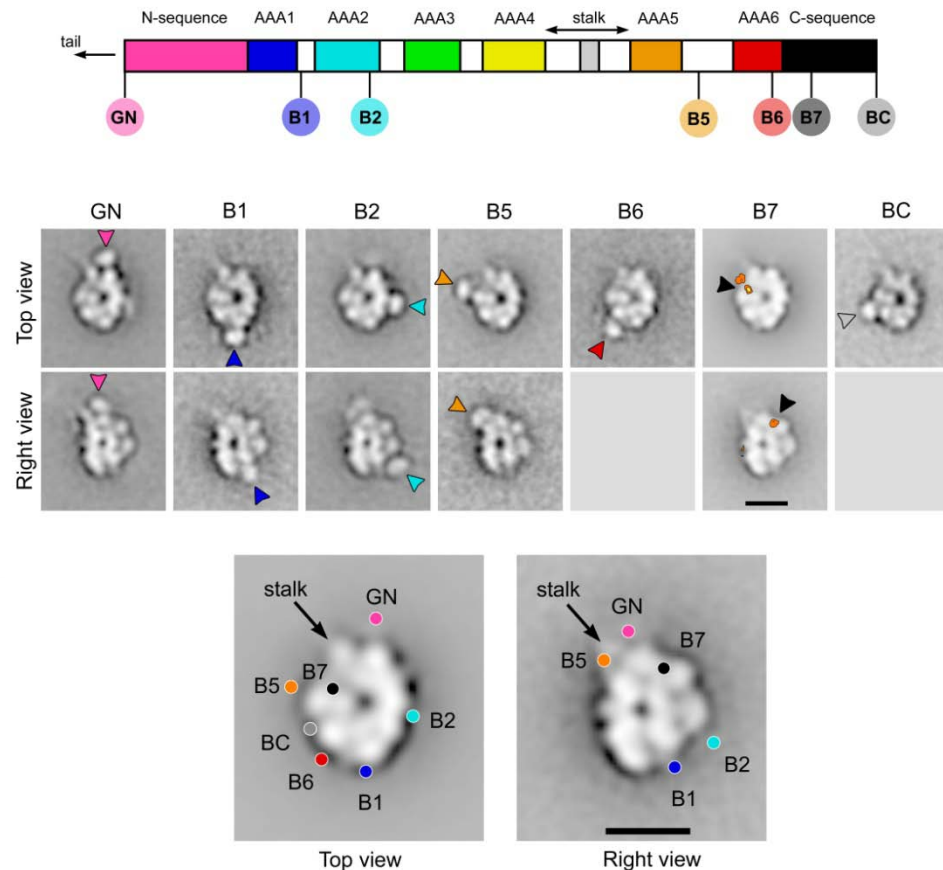 N-sequence AAA1 AAA2 AAA3 AAA4 stalk AAA5 AAA6 C-sequence
tail
GN B1 B2 B5 B6 B7 BC
GN B1 B2 B5 B6 B7 BC
Top view
Right view
stalk GN
B5 B7
B2
BC
B6
B1
Top view
stalk GN
B7
B5
B2
B1
Right view